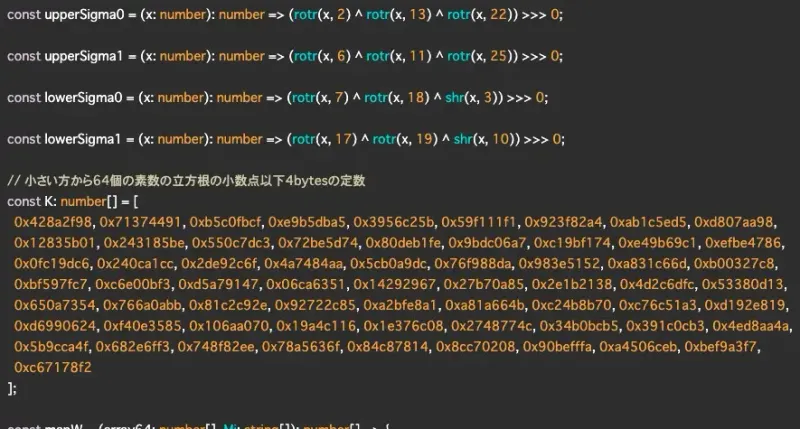 const upperSigma0 = (x: number): number => (rotr(x, 2) ^ rotr(x, 13) ^ rotr(x, 22)) >>> 0;
const upperSigma1 = (x: number): number => (rotr(x, 6) ^ rotr(x, 11) ^ rotr(x, 25)) >>> 0;
const lowerSigma0 = (x: number): number => (rotr(x, 7) ^ rotr(x, 18) ^ shr(x, 3)) >>> 0;
const lowerSigma1 = (x: number): number => (rotr(x, 17) ^ rotr(x, 19) ^ shr(x, 10)) >>> 0;
// 小さい方から64個の素数の立方根の小数点以下4bytesの定数
const K: number[] = [
0x428a2f98, 0x71374491, 0xb5c0fbcf, 0xe9b5dba5, 0x3956c25b, 0x59f111f1, 0x923f82a4, 0xab1c5ed5, 0xd807aa98,
0x12835b01, 0x243185be, 0x550c7dc3, 0x72be5d74, 0x80deb1fe, 0x9bdc06a7, 0xc19bf174, 0xe49b69c1, 0xefbe4786,
0x0fc19dc6, 0x240ca1cc, 0x2de92c6f, 0x4a7484aa, 0x5cb0a9dc, 0x76f988da, 0x983e5152, 0xa831c66d, 0xb00327c8,
0xbf597fc7, 0xc6e00bf3, 0xd5a79147, 0x06ca6351, 0x14292967, 0x27b70a85, 0x2e1b2138, 0x4d2c6dfc, 0x53380d13,
0x650a7354, 0x766a0abb, 0x81c2c92e, 0x92722c85, 0xa2bfe8a1, 0xa81a664b, 0xc24b8b70, 0xc76c51a3, 0xd192e819,
0xd6990624, 0xf40e3585, 0x106aa070, 0x19a4c116, 0x1e376c08, 0x2748774c, 0x34b0bcb5, 0x391c0cb3, 0x4ed8aa4a,
0x5b9cca4f, 0x682e6ff3, 0x748f82ee, 0x78a5636f, 0x84c87814, 0x8cc70208, 0x90befffa, 0xa4506ceb, 0xbef9a3f7,
0xc67178f2
];